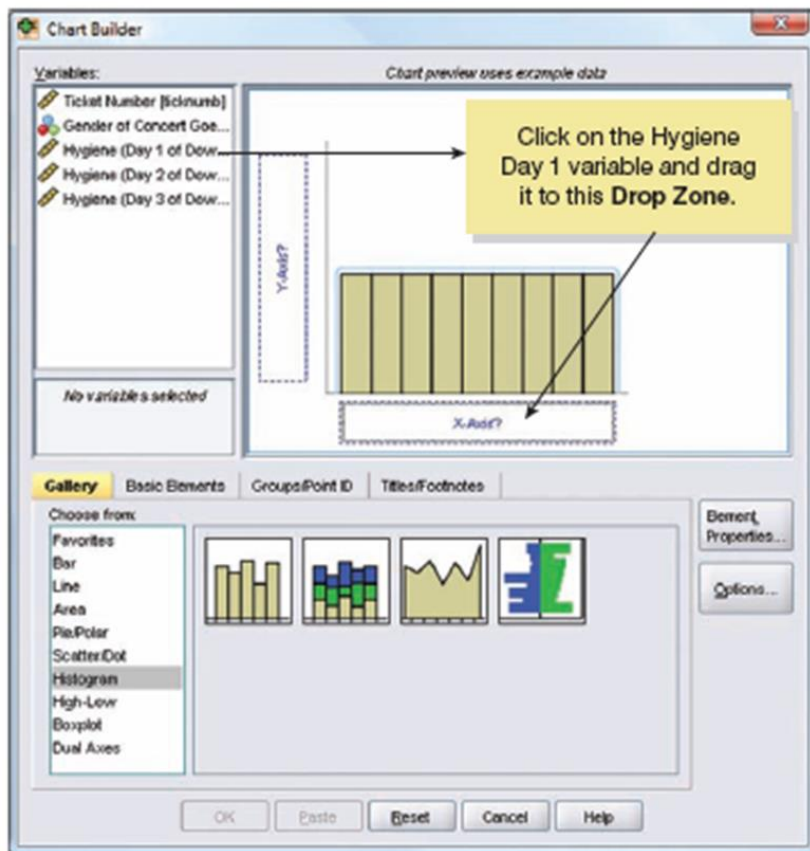 Chart Builder
Variables:
Chart preview uses example data
Ticket Number [ticknumb]
Gender of Concert Goe...
Hygiene (Day 1 of Dow...
Hygiene (Day 2 of Dow...
Hygiene (Day 3 of Dow...
Click on the Hygiene
Day 1 variable and drag
it to this Drop Zone.
Y-Axis?
No variables selected
X-Axis?
Gallery
Basic Elements
Groups/Point ID
Titles/Footnotes
Choose from:
Favorites
Bar
Line
Area
Pie/Polar
Scatter/Dot
Histogram
High-Low
Boxplot
Dual Axes
Element
Properties...
Options...
OK
Paste
Reset
Cancel
Help